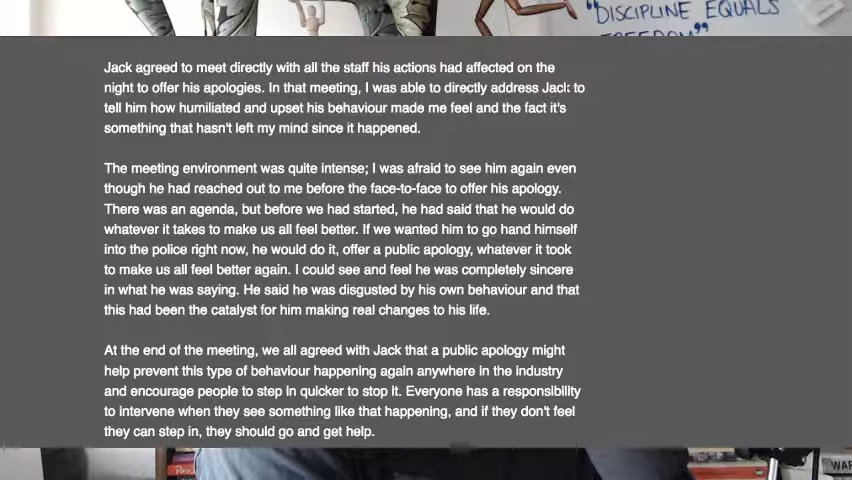 "DISCIPLINE EQUALS
FREEDOM"
Jack agreed to meet directly with all the staff his actions had affected on the
night to offer his apologies. In that meeting, I was able to directly address Jack to
tell him how humiliated and upset his behaviour made me feel and the fact it's
something that hasn't left my mind since it happened.
The meeting environment was quite intense; I was afraid to see him again even
though he had reached out to me before the face-to-face to offer his apology.
There was an agenda, but before we had started, he had said that he would do
whatever it takes to make us all feel better. If we wanted him to go hand himself
into the police right now, he would do it, offer a public apology, whatever it took
to make us all feel better again. I could see and feel he was completely sincere
in what he was saying. He said he was disgusted by his own behaviour and that
this had been the catalyst for him making real changes to his life.
At the end of the meeting, we all agreed with Jack that a public apology might
help prevent this type of behaviour happening again anywhere in the industry
and encourage people to step in quicker to stop it. Everyone has a responsibility
to intervene when they see something like that happening, and if they don't feel
they can step in, they should go and get help.